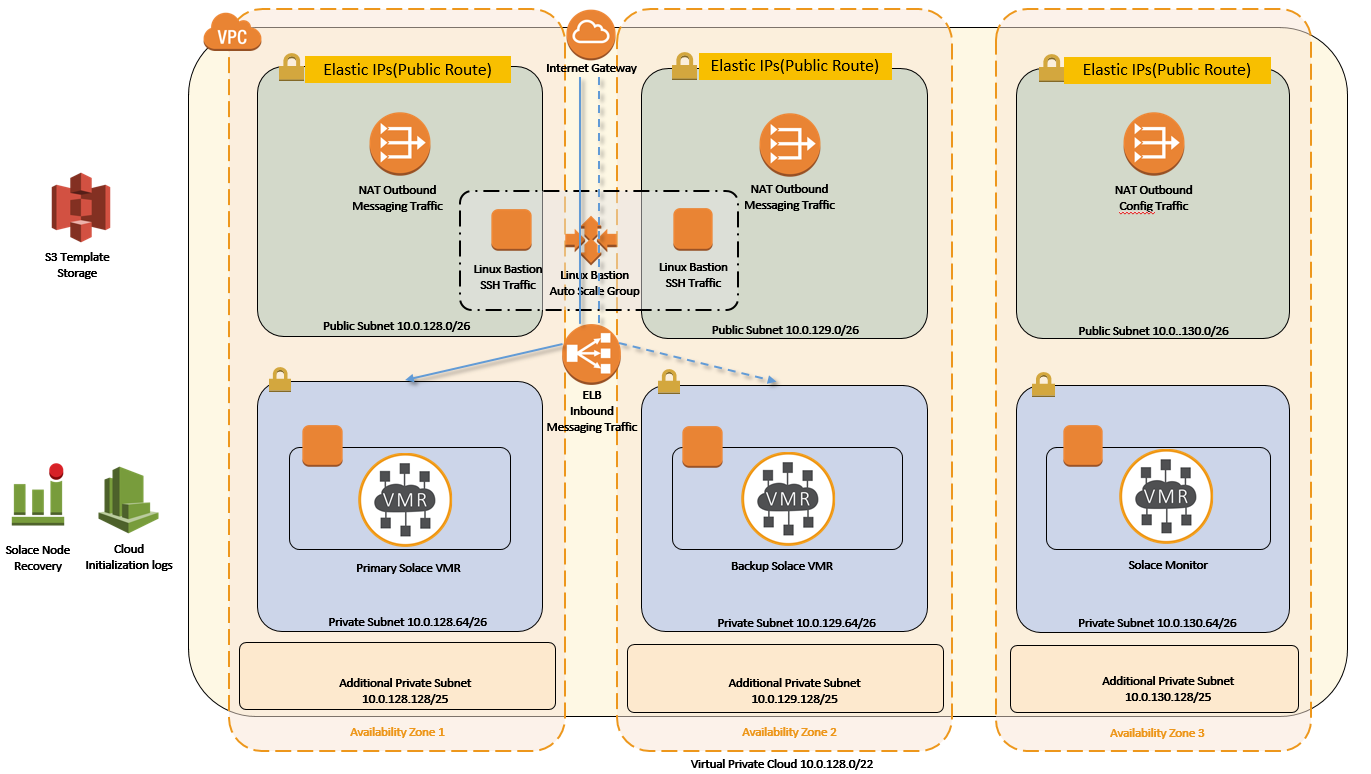 VPC
Internet Gateway
Elastic IPs(Public Route)
Elastic IPs(Public Route)
Elastic IPs(Public Route)
NAT Outbound
Messaging Traffic
NAT Outbound
Messaging Traffic
NAT Outbound
Config Traffic
S3 Template
Storage
Linux Bastion
SSH Traffic
Linux Bastion
Auto Scale Group
Linux Bastion
SSH Traffic
Public Subnet 10.0.128.0/26
Public Subnet 10.0.129.0/26
Public Subnet 10.0..130.0/26
ELB
Inbound
Messaging Traffic
VMR
VMR
VMR
Solace Node
Recovery
Cloud
Initialization logs
Primary Solace VMR
Backup Solace VMR
Solace Monitor
Private Subnet 10.0.128.64/26
Private Subnet 10.0.129.64/26
Private Subnet 10.0.130.64/26
Additional Private Subnet
10.0.128.128/25
Additional Private Subnet
10.0.129.128/25
Additional Private Subnet
10.0.130.128/25
Availability Zone 1
Availability Zone 2
Availability Zone 3
Virtual Private Cloud 10.0.128.0/22